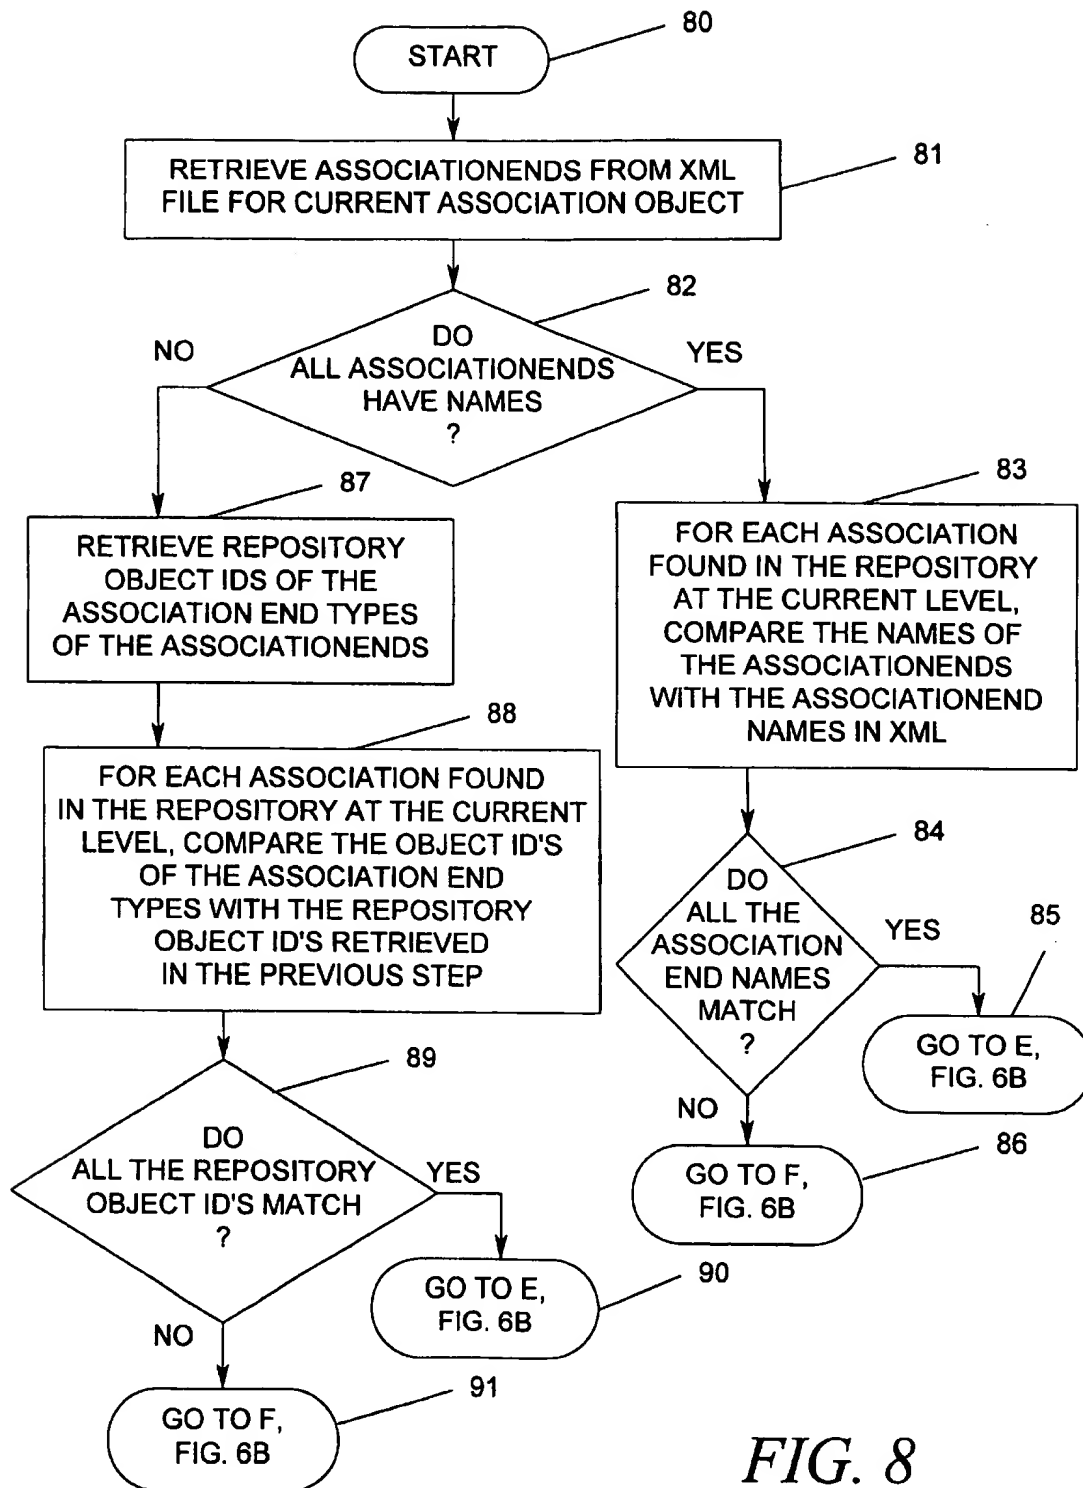 80
START
81
RETRIEVE ASSOCIATIONENDS FROM XML
FILE FOR CURRENT ASSOCIATION OBJECT
82
DO
ALL ASSOCIATIONENDS
HAVE NAMES
?
NO
YES
87
RETRIEVE REPOSITORY
OBJECT IDS OF THE
ASSOCIATION END TYPES
OF THE ASSOCIATIONENDS
83
FOR EACH ASSOCIATION
FOUND IN THE REPOSITORY
AT THE CURRENT LEVEL,
COMPARE THE NAMES OF
THE ASSOCIATIONENDS
WITH THE ASSOCIATIONEND
NAMES IN XML
88
FOR EACH ASSOCIATION FOUND
IN THE REPOSITORY AT THE CURRENT
LEVEL, COMPARE THE OBJECT ID'S
OF THE ASSOCIATION END
TYPES WITH THE REPOSITORY
OBJECT ID'S RETRIEVED
IN THE PREVIOUS STEP
84
DO
ALL THE
ASSOCIATION
END NAMES
MATCH
?
YES
85
GO TO E,
FIG. 6B
NO
86
GO TO F,
FIG. 6B
89
DO
ALL THE REPOSITORY
OBJECT ID'S MATCH
?
YES
90
GO TO E,
FIG. 6B
NO
91
GO TO F,
FIG. 6B
FIG. 8